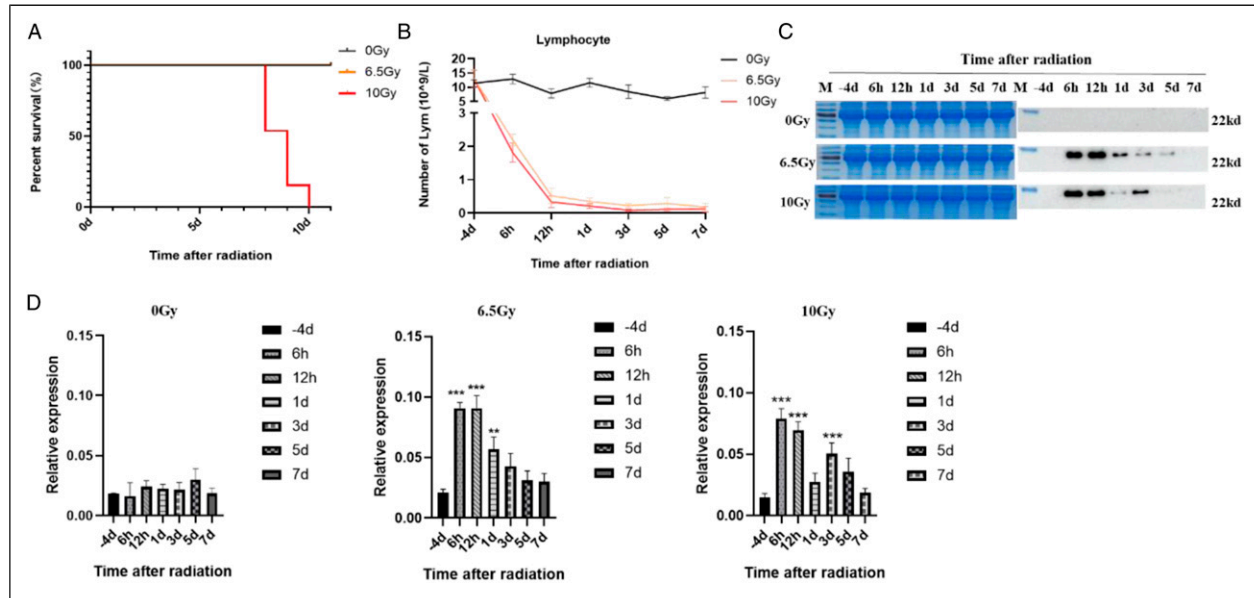 A
Percent survival (%)
100
50
0
0d
5d
10d
Time after radiation
0Gy
6.5Gy
10Gy
B
Lymphocyte
Number of Lym (10^9/L)
20
15
10
5
3
2
1
0
-4d
6h
12h
1d
3d
5d
7d
Time after radiation
0Gy
6.5Gy
10Gy
C
Time after radiation
M -4d 6h 12h 1d 3d 5d 7d M -4d 6h 12h 1d 3d 5d 7d
0Gy 22kd
6.5Gy 22kd
10Gy 22kd
D
0Gy
Relative expression
0.15
0.10
0.05
0.00
-4d 6h 12h 1d 3d 5d 7d
Time after radiation
-4d
6h
12h
1d
3d
5d
7d
6.5Gy
Relative expression
0.15
0.10
0.05
0.00
*** *** **
-4d 6h 12h 1d 3d 5d 7d
Time after radiation
-4d
6h
12h
1d
3d
5d
7d
10Gy
Relative expression
0.15
0.10
0.05
0.00
*** *** ***
-4d 6h 12h 1d 3d 5d 7d
Time after radiation
-4d
6h
12h
1d
3d
5d
7d